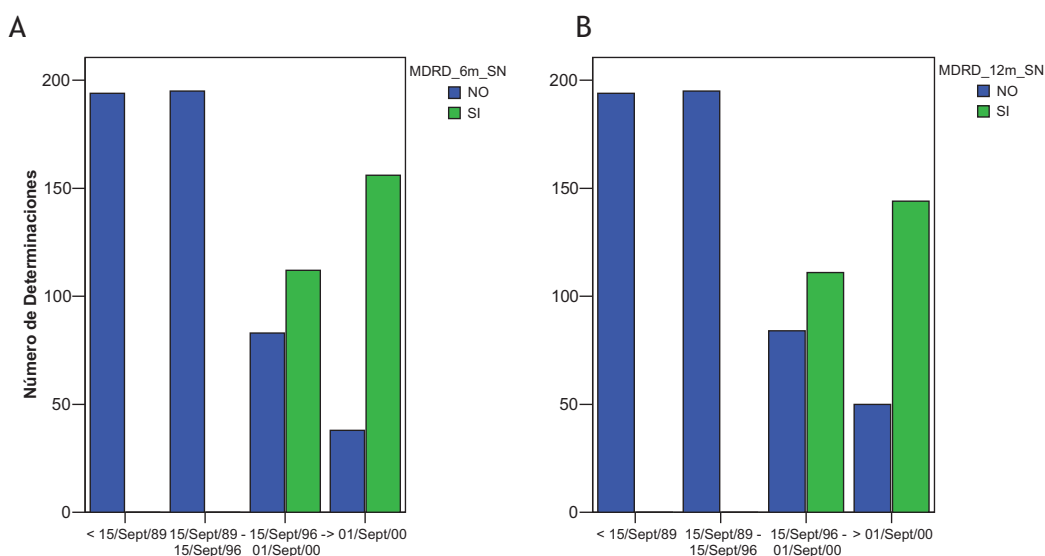 A
MDRD_6m_SN
NO
SI
Número de Determinaciones
200
150
100
50
0
< 15/Sept/89
15/Sept/89 -
15/Sept/96
15/Sept/96 -
01/Sept/00
> 01/Sept/00
B
MDRD_12m_SN
NO
SI
200
150
100
50
0
< 15/Sept/89
15/Sept/89 -
15/Sept/96
15/Sept/96 -
01/Sept/00
> 01/Sept/00